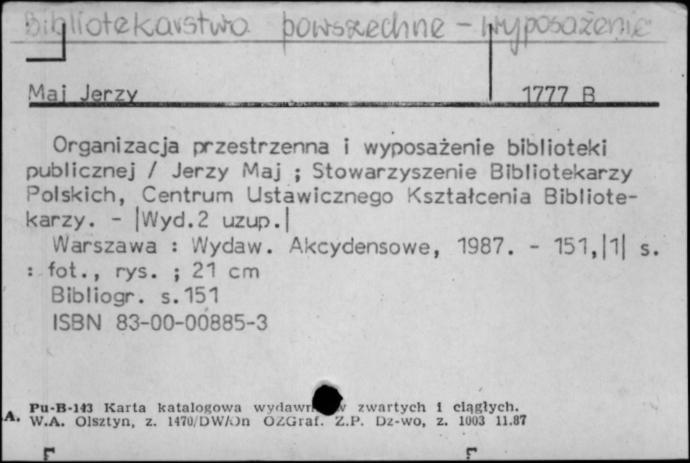 Bibliotekarstwo powszechne - wyposażenie
Maj Jerzy 1777 B
Organizacja przestrzenna i wyposażenie biblioteki
publicznej / Jerzy Maj ; Stowarzyszenie Bibliotekarzy
Polskich, Centrum Ustawicznego Kształcenia Bibliote-
karzy. - |Wyd.2 uzup.|
Warszawa : Wydaw. Akcydensowe, 1987. - 151,|1| s.
: fot., rys. ; 21 cm
Bibliogr. s.151
ISBN 83-00-00885-3
Pu-B-143 Karta katalogowa wydawn w zwartych i ciągłych.
A. W.A. Olsztyn, z. 1470/DW/Dn OZGraf. Z.P. Dz-wo, z. 1003 11.87